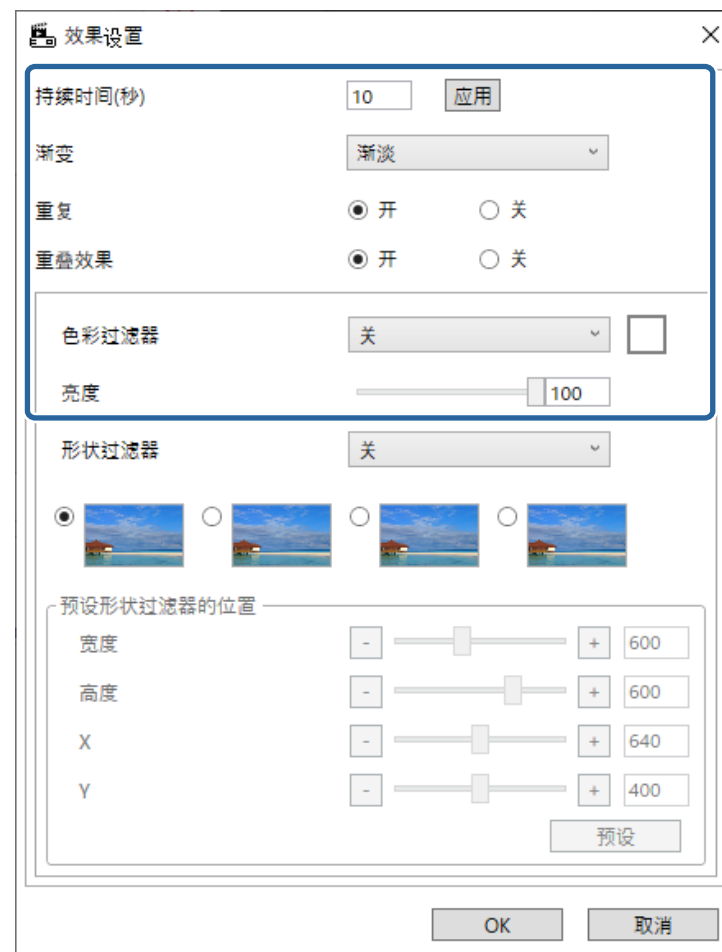 效果设置
持续时间(秒) 10 应用
渐变 渐淡
重复 开 关
重叠效果 开 关
色彩过滤器 关
亮度 100
形状过滤器 关
预设形状过滤器的位置
宽度 - + 600
高度 - + 600
X - + 640
Y - + 400
预设
OK 取消